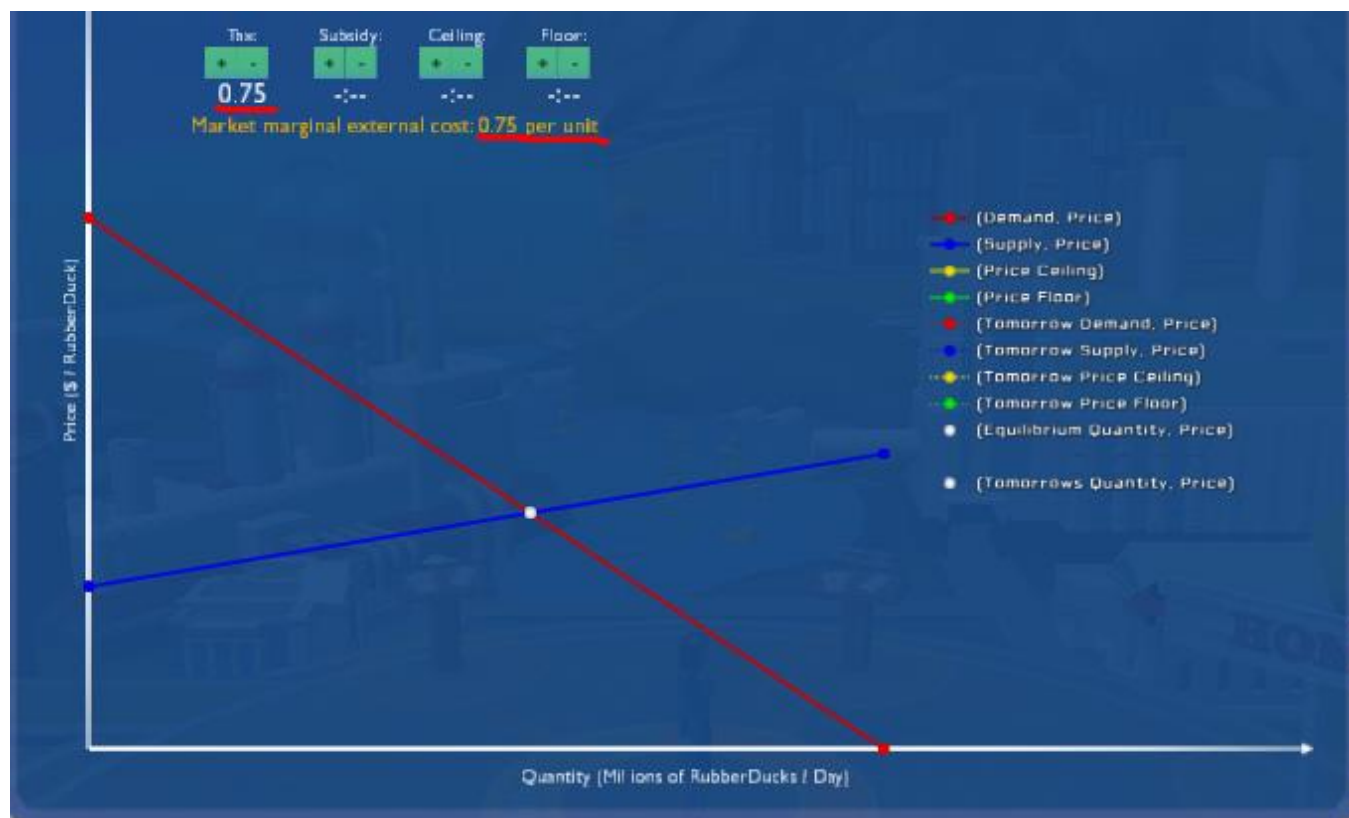 Tax: Subsidy: Ceiling: Floor:
+ - + - + - + -
0.75 -:-- -:-- -:--
Market marginal external cost: 0.75 per unit
(Demand, Price)
(Supply, Price)
(Price Ceiling)
(Price Floor)
(Tomorrow Demand, Price)
(Tomorrow Supply, Price)
(Tomorrow Price Ceiling)
(Tomorrow Price Floor)
(Equilibrium Quantity, Price)
(Tomorrows Quantity, Price)
Price ($ / RubberDuck)
Quantity (Millions of RubberDucks / Day)